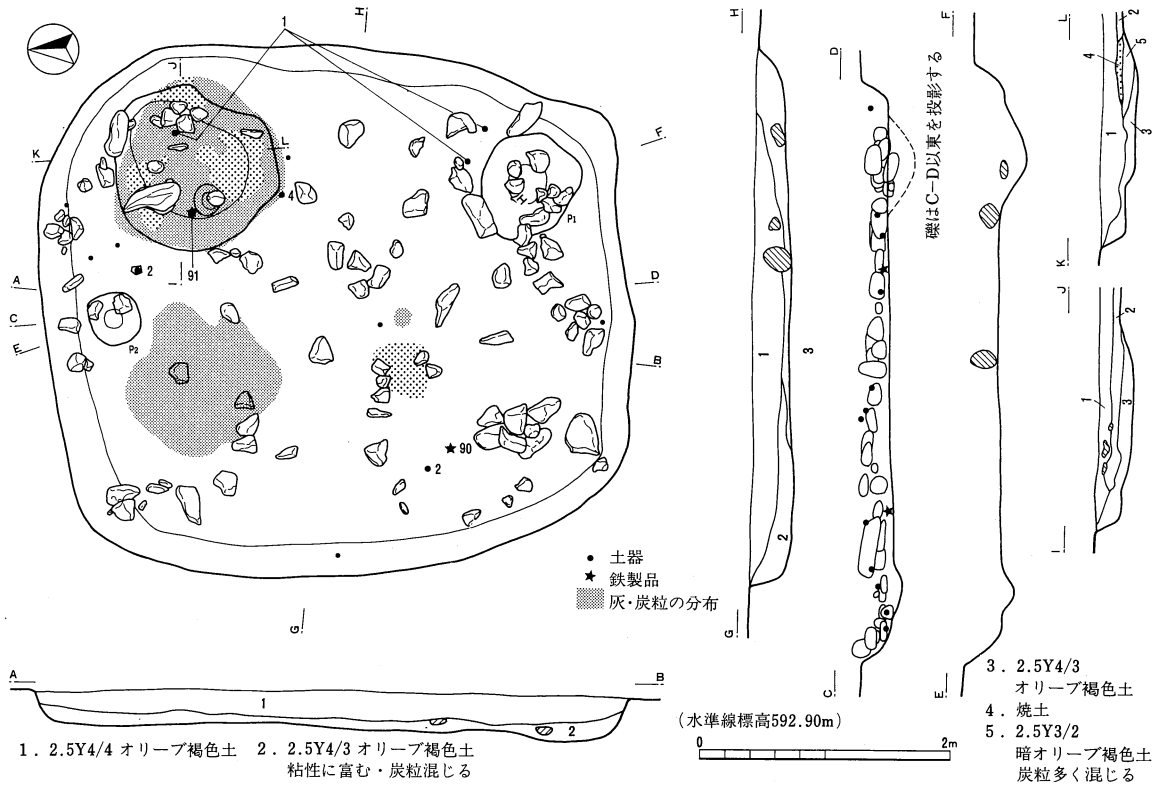 1
H
J
L
K
F
4
P1
2
91
I
A
C
E
P2
D
B
90
2
G
● 土器
★ 鉄製品
灰・炭粒の分布
A
B
1
2
1．2.5Y4/4 オリーブ褐色土
2．2.5Y4/3 オリーブ褐色土
粘性に富む・炭粒混じる
H
G
1
3
2
D
C
礫はC−D以東を投影する
F
E
L
K
2
5
4
1
3
J
I
2
1
3
(水準線標高592.90m)
0
2m
3．2.5Y4/3
オリーブ褐色土
4．焼土
5．2.5Y3/2
暗オリーブ褐色土
炭粒多く混じる